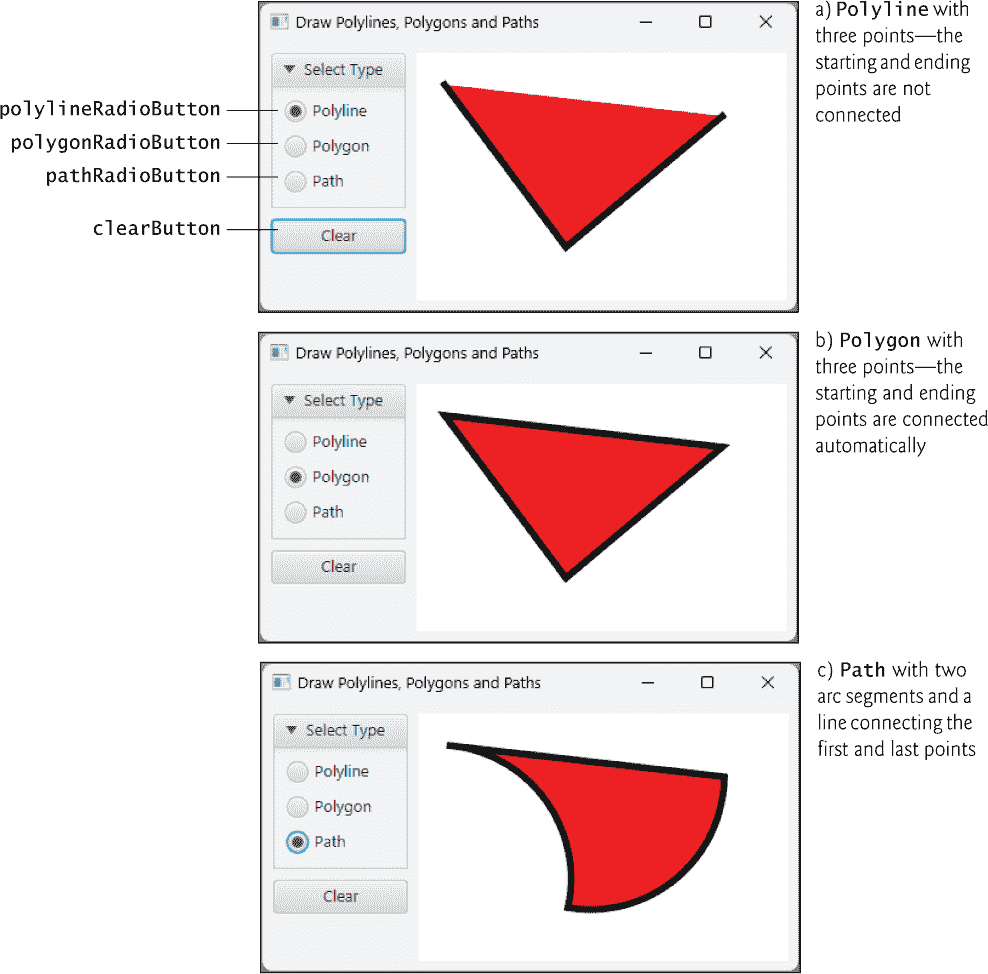 Draw Polylines, Polygons and Paths
Select Type
polylineRadioButton
Polyline
polygonRadioButton
Polygon
pathRadioButton
Path
clearButton
Clear
a) Polyline with
three points—the
starting and ending
points are not
connected
Draw Polylines, Polygons and Paths
Select Type
Polyline
Polygon
Path
Clear
b) Polygon with
three points—the
starting and ending
points are connected
automatically
Draw Polylines, Polygons and Paths
Select Type
Polyline
Polygon
Path
Clear
c) Path with two
arc segments and a
line connecting the
first and last points